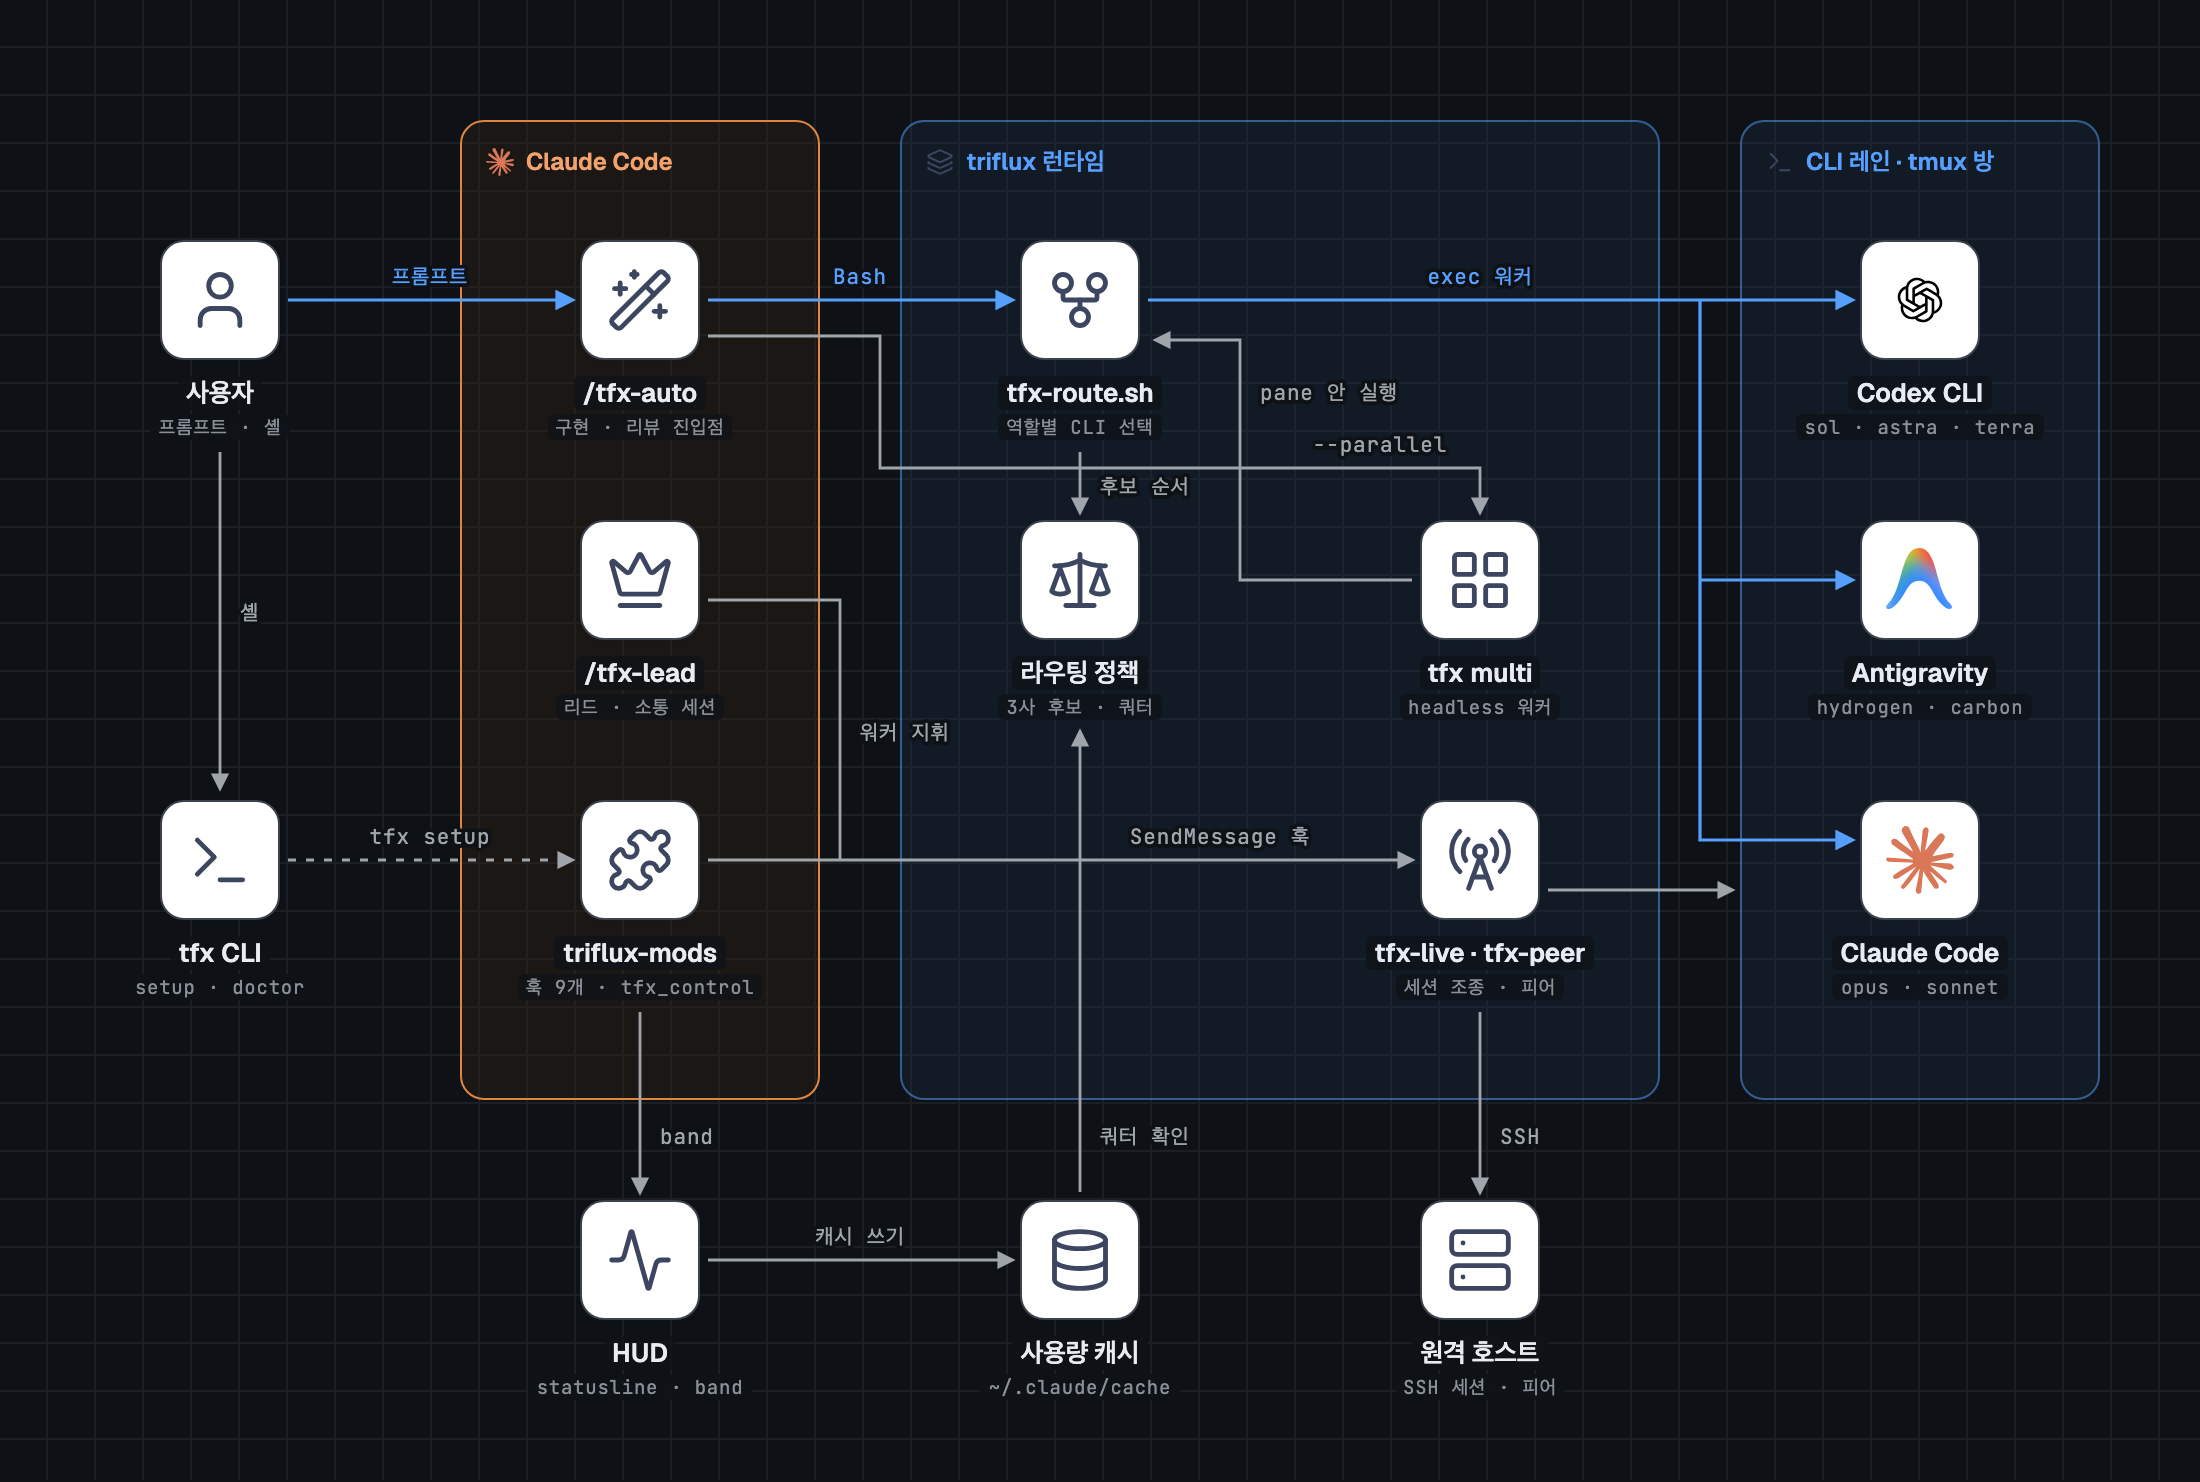 Claude Code
triflux 런타임
CLI 레인 · tmux 방
프롬프트
Bash
exec 워커
사용자
프롬프트 · 셸
/tfx-auto
구현 · 리뷰 진입점
tfx-route.sh
역할별 CLI 선택
pane 안 실행
--parallel
Codex CLI
sol · astra · terra
후보 순서
셸
/tfx-lead
리드 · 소통 세션
워커 지휘
라우팅 정책
3사 후보 · 쿼터
tfx multi
headless 워커
Antigravity
hydrogen · carbon
tfx setup
SendMessage 훅
tfx CLI
setup · doctor
triflux-mods
훅 9개 · tfx_control
tfx-live · tfx-peer
세션 조종 · 피어
Claude Code
opus · sonnet
band
쿼터 확인
SSH
캐시 쓰기
HUD
statusline · band
사용량 캐시
~/.claude/cache
원격 호스트
SSH 세션 · 피어